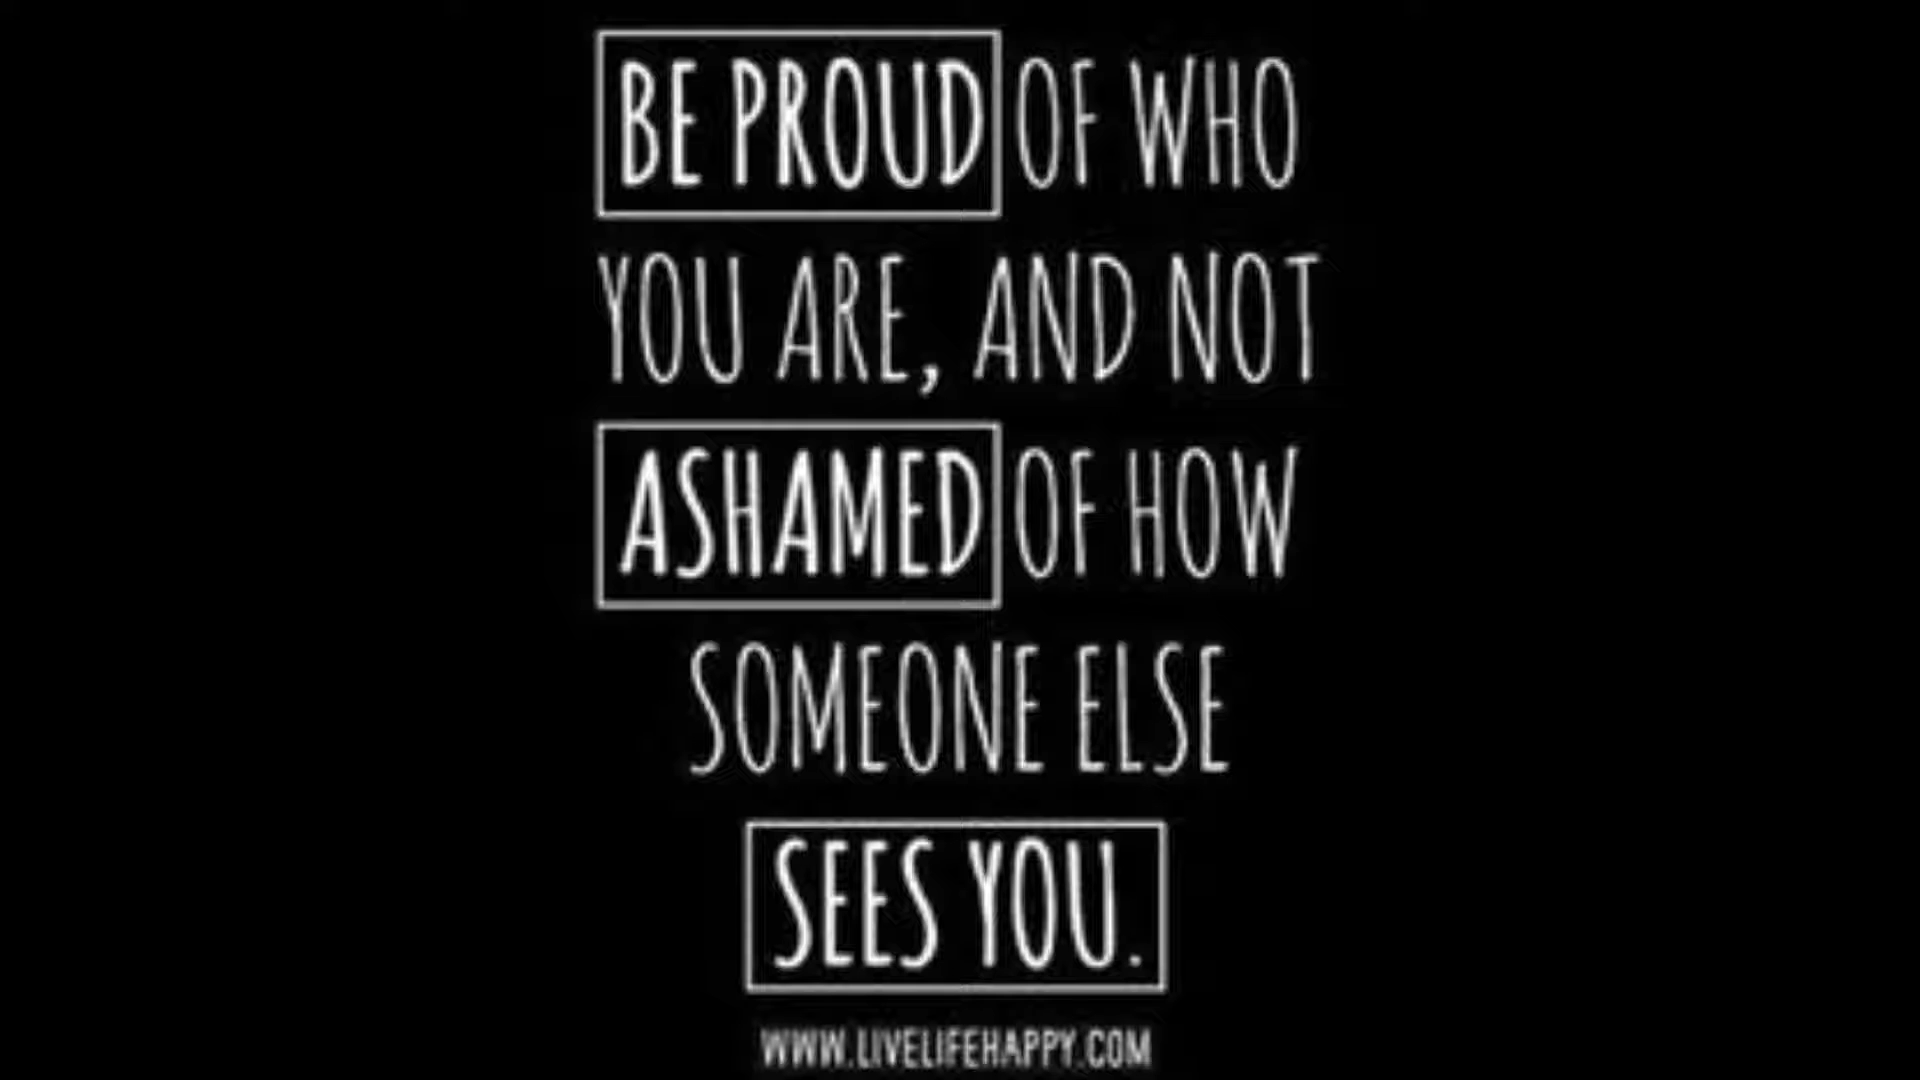 BE PROUD OF WHO
YOU ARE, AND NOT
ASHAMED OF HOW
SOMEONE ELSE
SEES YOU.
WWW.LIVELIFEHAPPY.COM